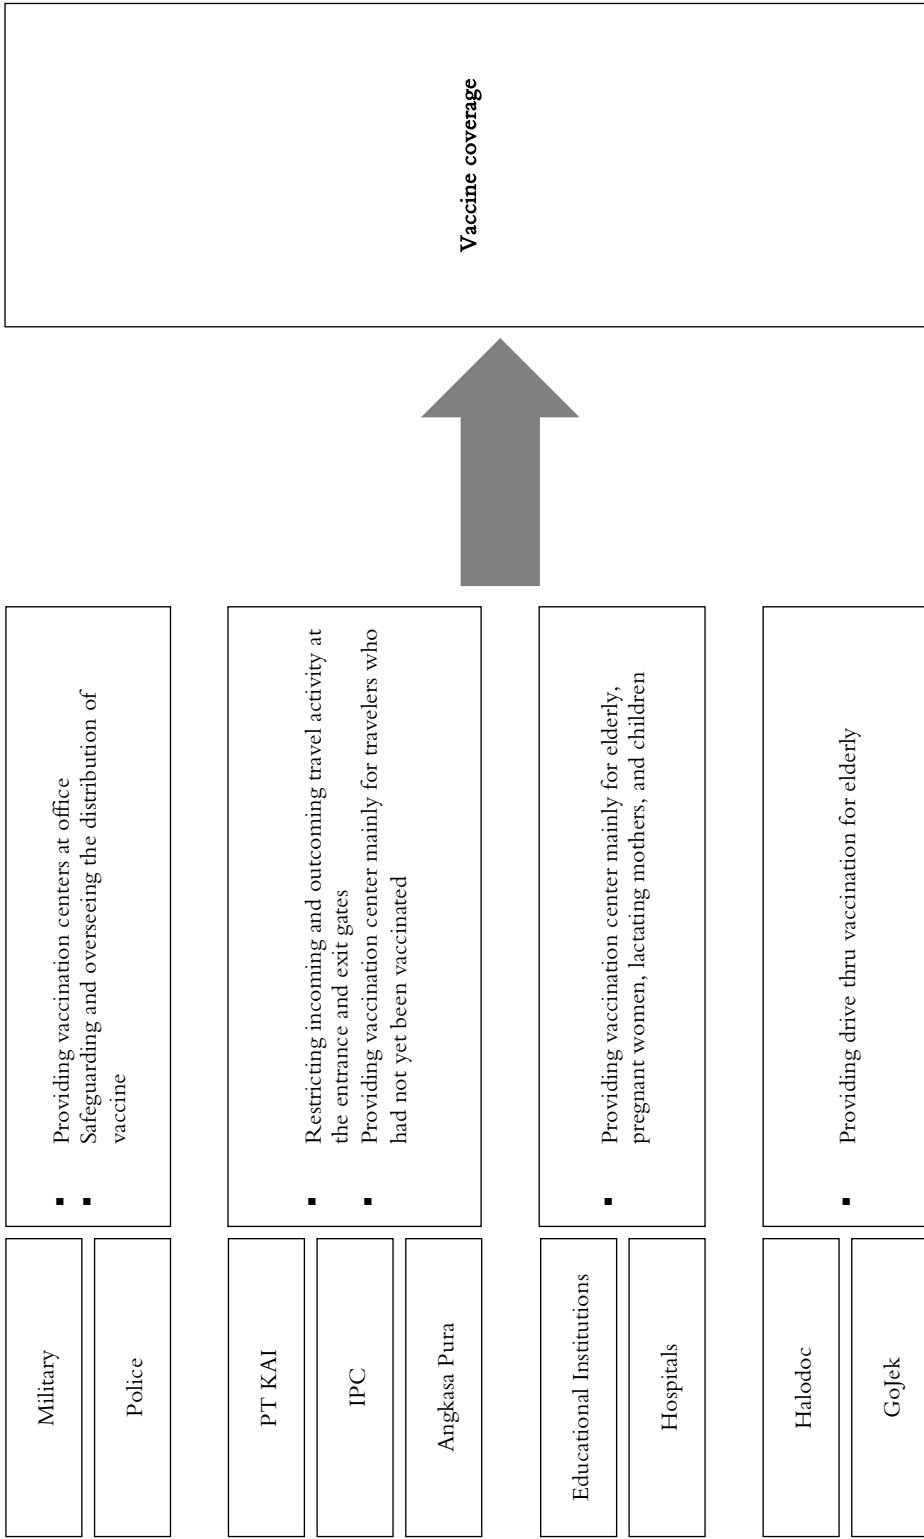 Military
Police
Providing vaccination centers at office
Safeguarding and overseeing the distribution of
vaccine
PT KAI
IPC
Angkasa Pura
Restricting incoming and outcoming travel activity at
the entrance and exit gates
Providing vaccination center mainly for travelers who
had not yet been vaccinated
Educational Institutions
Hospitals
Providing vaccination center mainly for elderly,
pregnant women, lactating mothers, and children
Halodoc
GoJek
Providing drive thru vaccination for elderly
Vaccine coverage